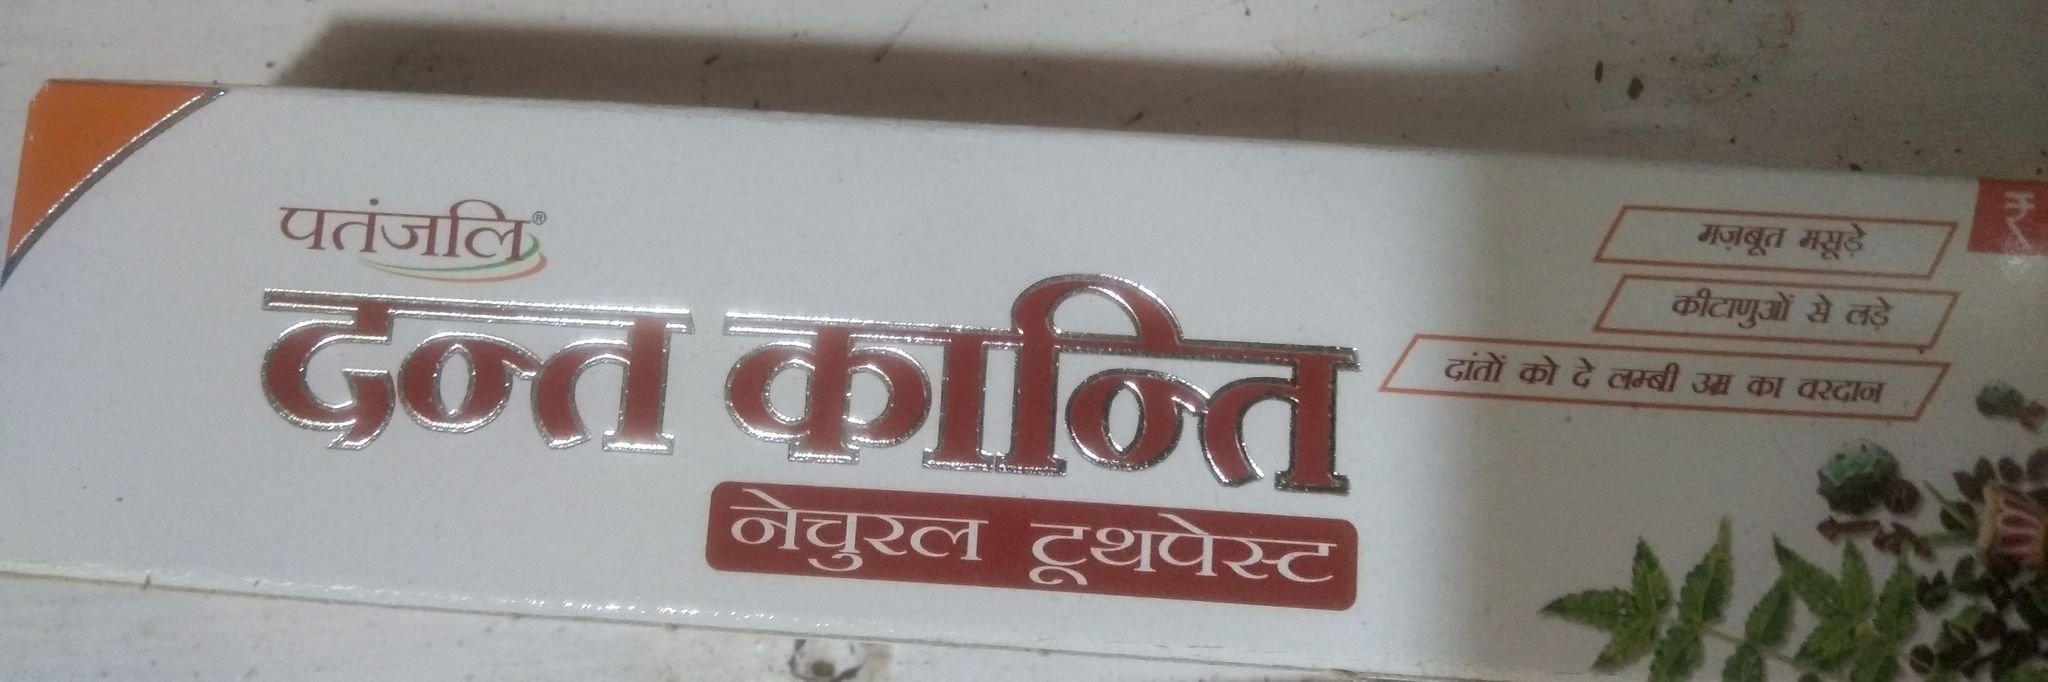 पतंजलि®
दन्त कान्ति
नेचुरल टूथपेस्ट
मज़बूत मसूड़े
कीटाणुओं से लड़े
दांतों को दे लम्बी उम्र का वरदान
₹